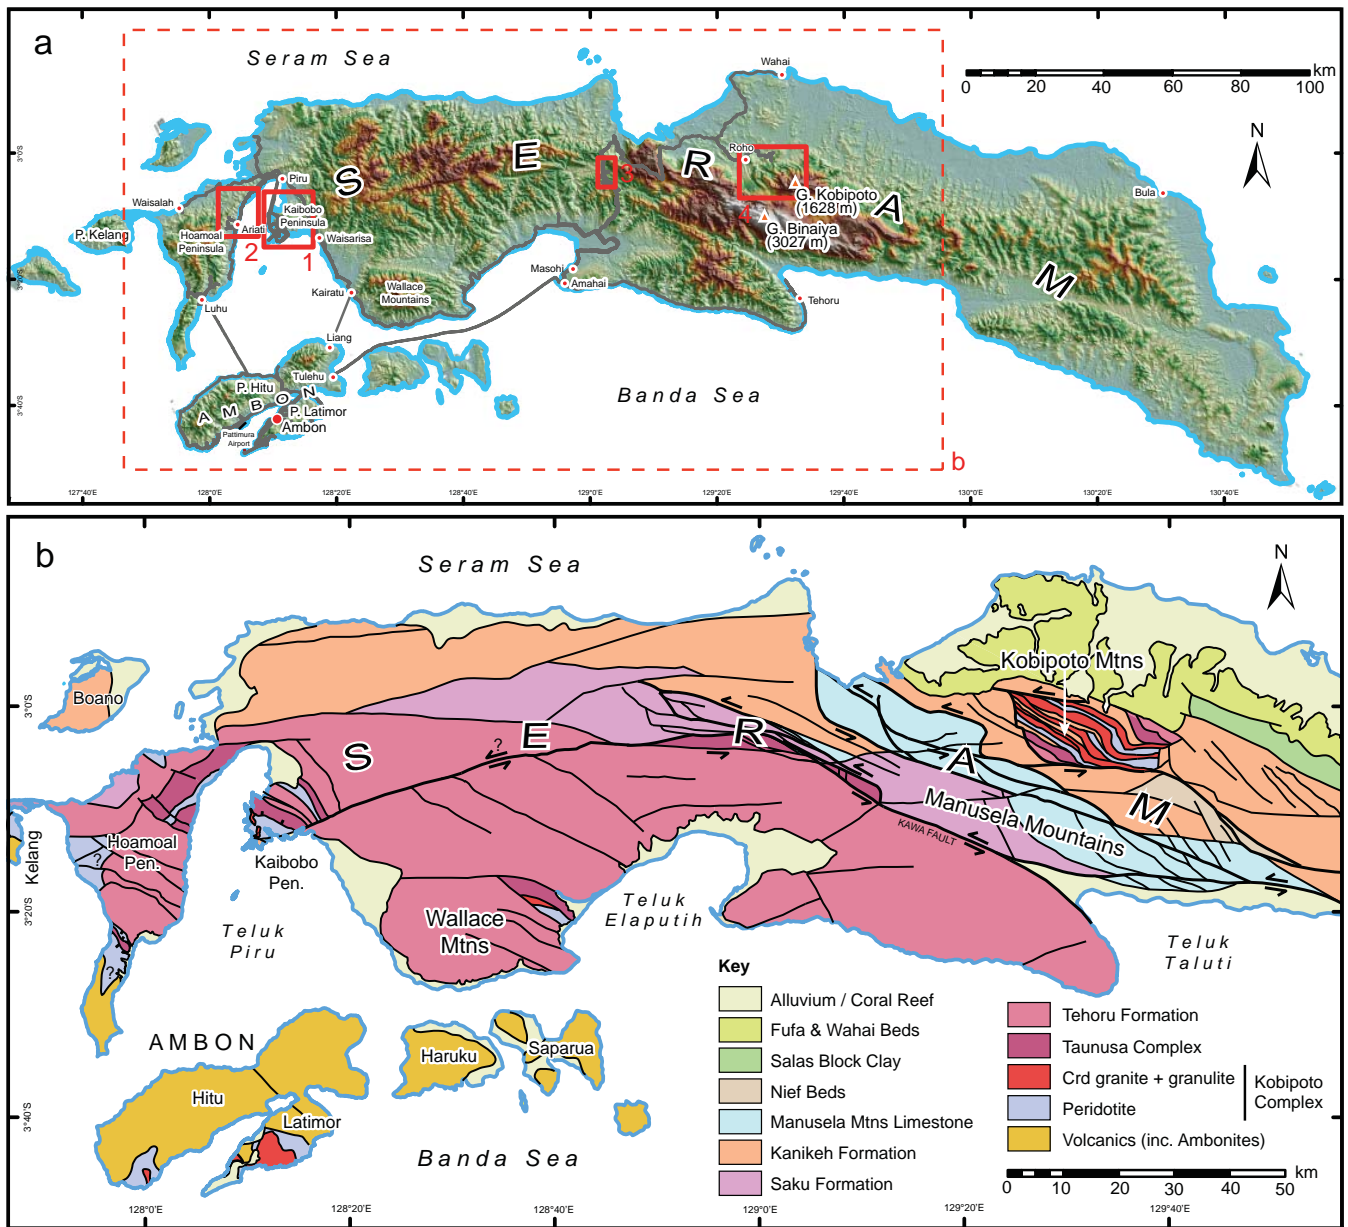 a
Seram Sea
Wahai
km
0
20
40
60
80
100
N
3°0'S
3°20'S
3°40'S
S
E
R
A
M
Roho
Bula
Piru
3
G. Kobipoto
(1628 m)
4
G. Binaiya
(3027 m)
Waisalah
Kaibobo
Peninsula
P. Kelang
Ariati
Hoamoal
Peninsula
Waisarisa
2
1
Masohi
Amahai
Kairatu
Wallace
Mountains
Tehoru
Luhu
Liang
Tulehu
P. Hitu
AMBON
P. Latimor
Ambon
Pattimura
Airport
Banda Sea
b
127°40'E
128°0'E
128°20'E
128°40'E
129°0'E
129°20'E
129°40'E
130°0'E
130°20'E
130°40'E
b
Seram Sea
N
Kobipoto Mtns
Boano
3°0'S
3°20'S
3°40'S
S
E
R
A
M
?
Manusela Mountains
KAWA FAULT
Hoamoal
Pen.
?
Kelang
Kaibobo
Pen.
Teluk
Piru
Wallace
Mtns
Teluk
Elaputih
Teluk
Taluti
?
AMBON
Hitu
Latimor
Haruku
Saparua
Banda Sea
Key
Alluvium / Coral Reef
Fufa & Wahai Beds
Salas Block Clay
Nief Beds
Manusela Mtns Limestone
Kanikeh Formation
Saku Formation
Tehoru Formation
Taunusa Complex
Crd granite + granulite
Peridotite
Kobipoto
Complex
Volcanics (inc. Ambonites)
km
0
10
20
30
40
50
128°0'E
128°20'E
128°40'E
129°0'E
129°20'E
129°40'E